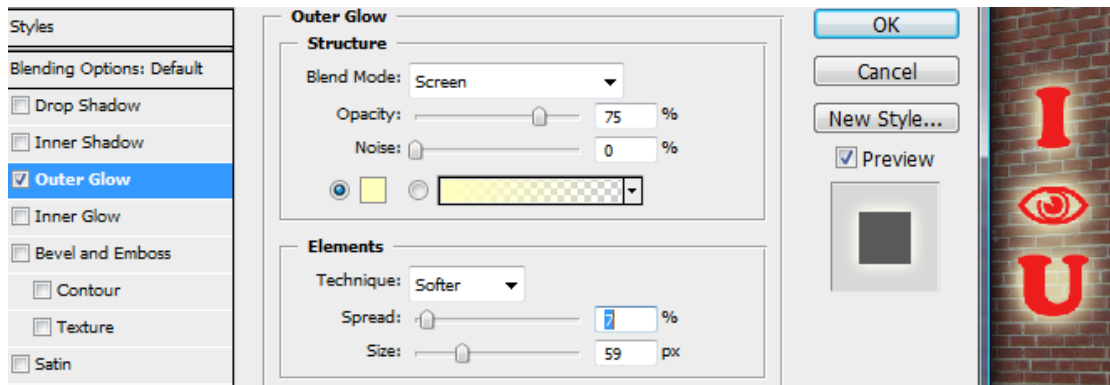 Styles
Blending Options: Default
Drop Shadow
Inner Shadow
Outer Glow
Inner Glow
Bevel and Emboss
Contour
Texture
Satin
Outer Glow
Structure
Blend Mode: Screen
Opacity: 75 %
Noise: 0 %
Elements
Technique: Softer
Spread: 7 %
Size: 59 px
OK
Cancel
New Style...
Preview
I
U